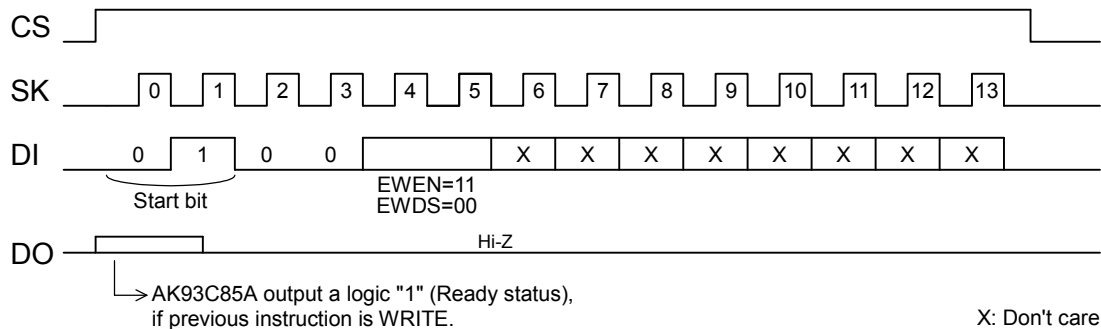 CS
SK 0 1 2 3 4 5 6 7 8 9 10 11 12 13
DI 0 1 0 0 X X X X X X X X
Start bit
EWEN=11
EWDS=00
DO Hi-Z
AK93C85A output a logic "1" (Ready status),
if previous instruction is WRITE.
X: Don't care